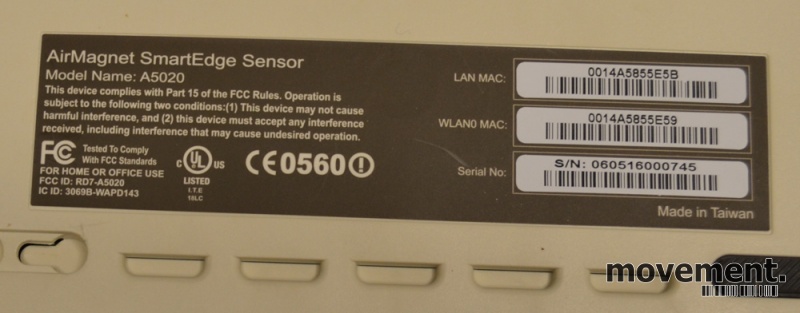 AirMagnet SmartEdge Sensor
Model Name: A5020
This device complies with Part 15 of the FCC Rules. Operation is
subject to the following two conditions:(1) This device may not cause
harmful interference, and (2) this device must accept any interference
received, including interference that may cause undesired operation.
FC Tested To Comply
With FCC Standards
FOR HOME OR OFFICE USE
FCC ID: RD7-A5020
IC ID: 3069B-WAPD143
c UL US
LISTED
I.T.E
18LC
CE0560
LAN MAC: 0014A5855E5B
WLAN0 MAC: 0014A5855E59
Serial No: S/N: 060516000745
Made in Taiwan
movement.